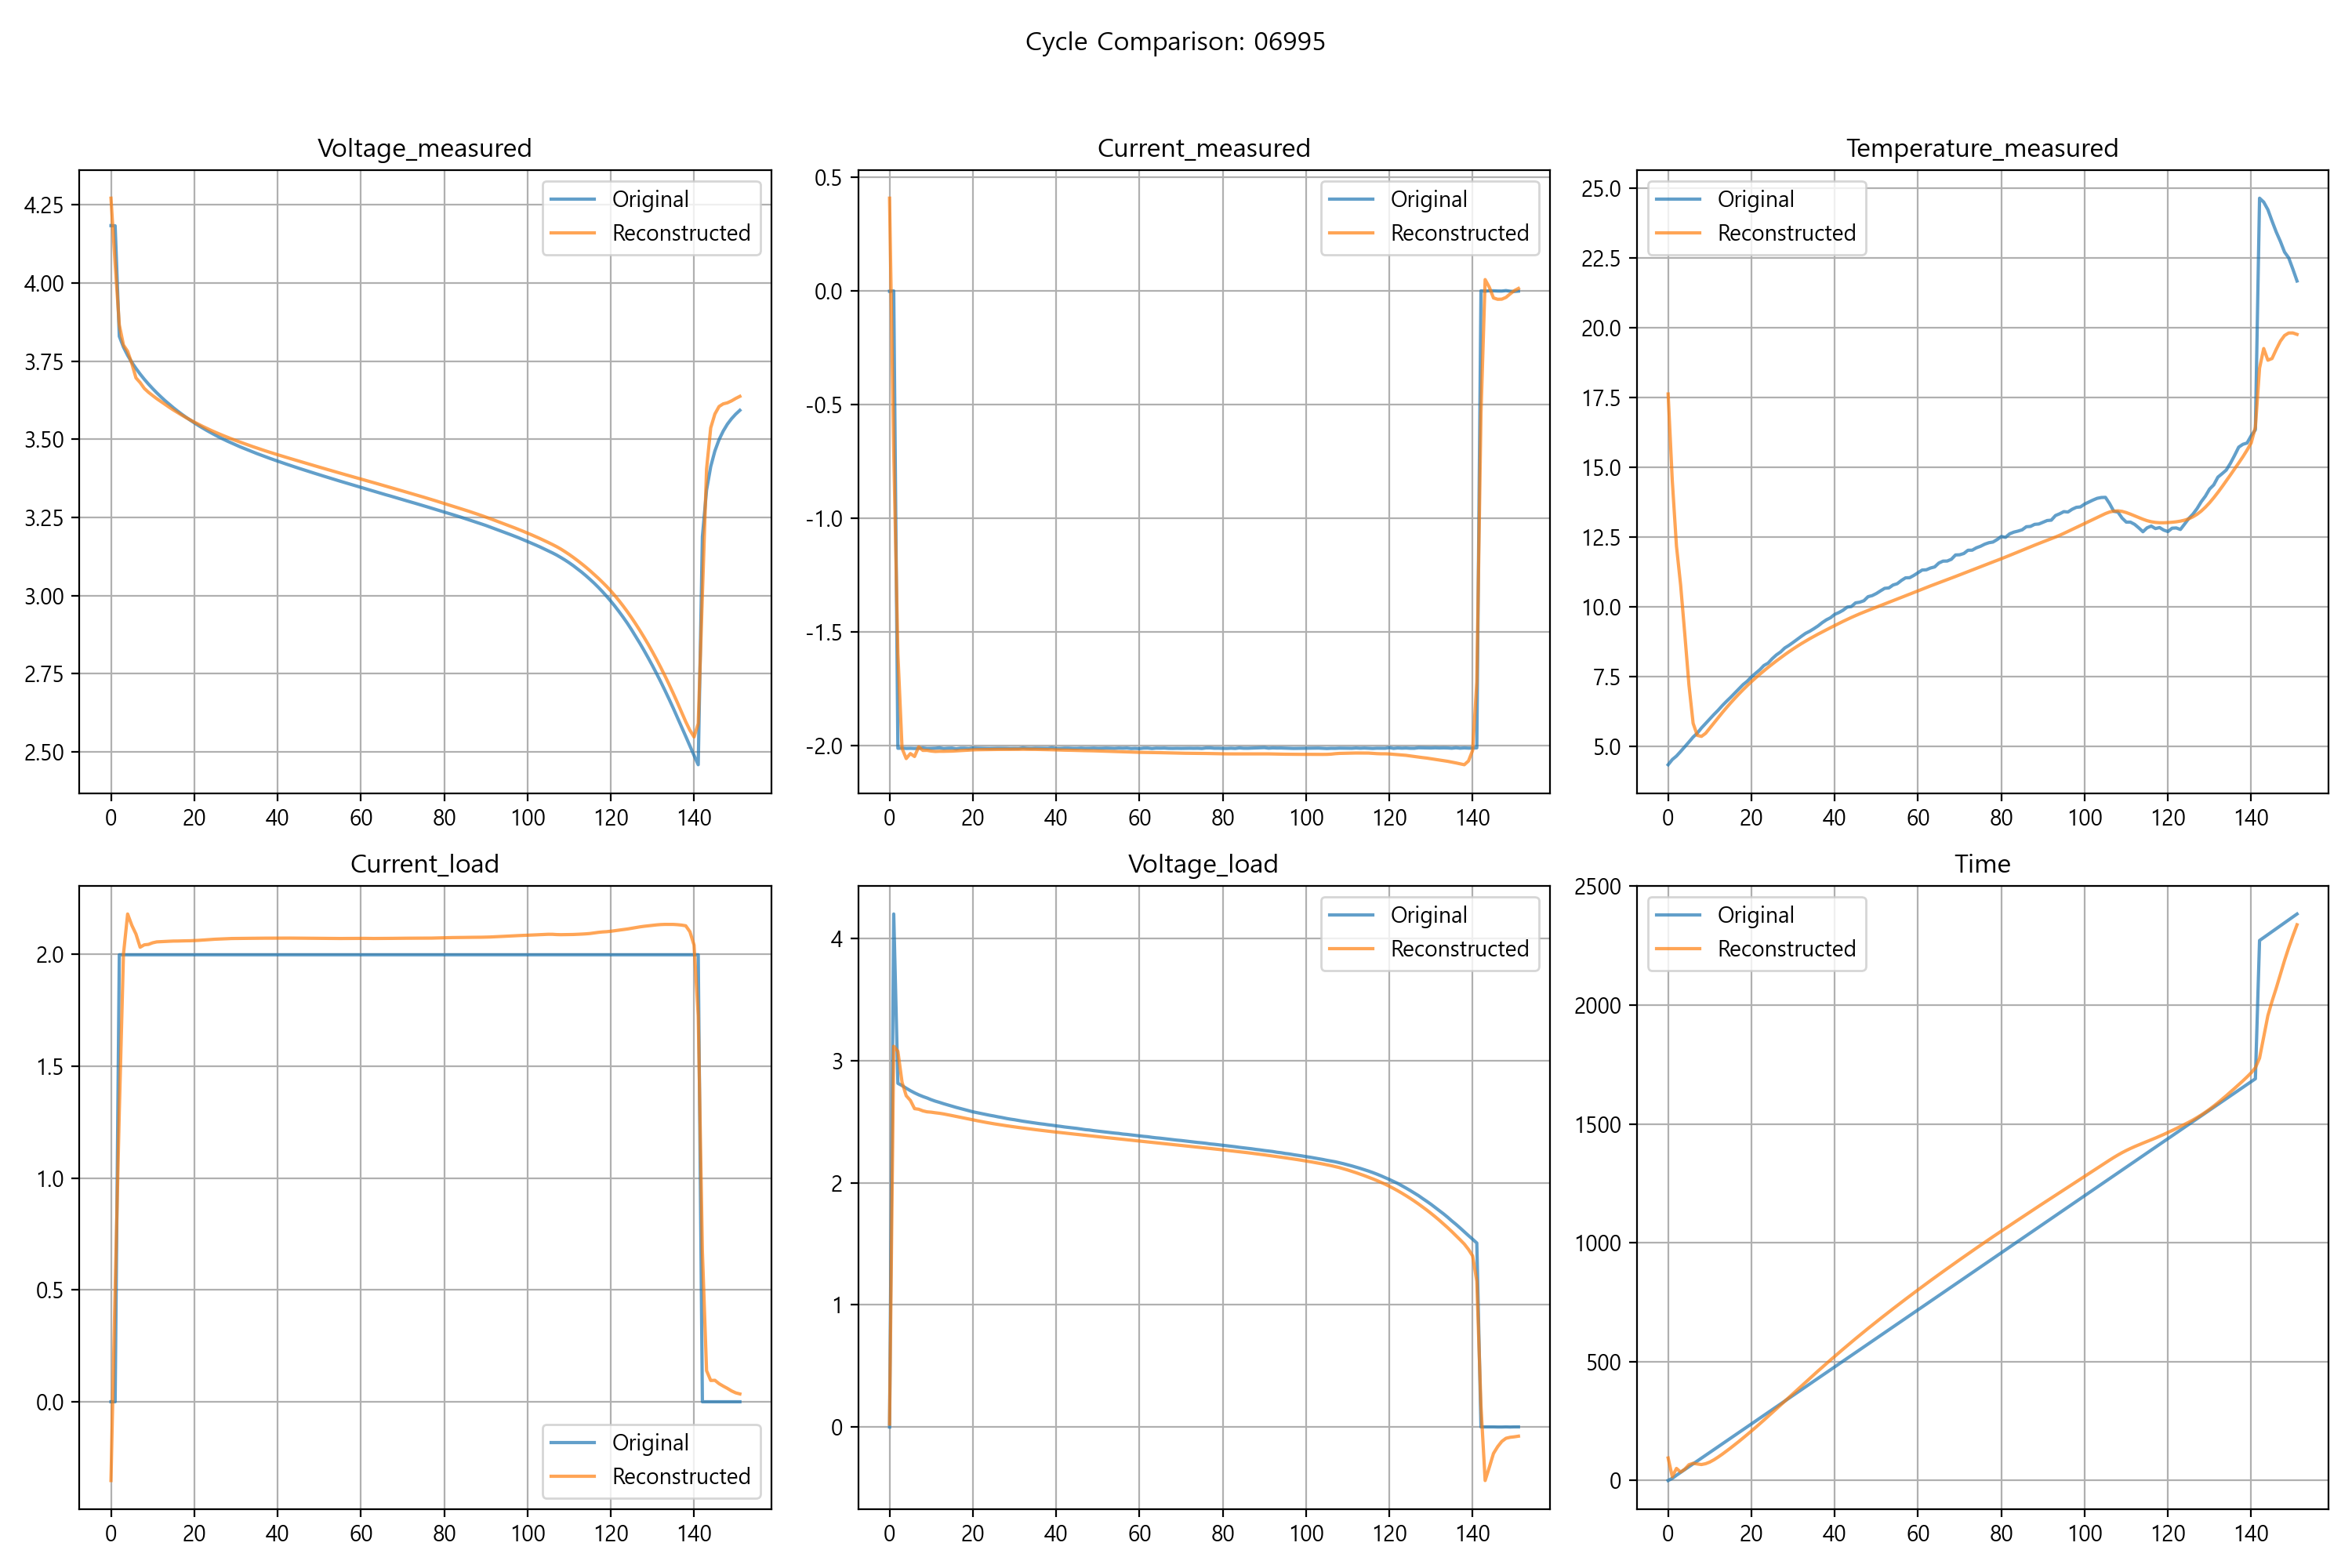 Cycle Comparison: 06995
Voltage_measured
Original
Reconstructed
4.25
4.00
3.75
3.50
3.25
3.00
2.75
2.50
0 20 40 60 80 100 120 140
Current_measured
Original
Reconstructed
0.5
0.0
-0.5
-1.0
-1.5
-2.0
0 20 40 60 80 100 120 140
Temperature_measured
Original
Reconstructed
25.0
22.5
20.0
17.5
15.0
12.5
10.0
7.5
5.0
0 20 40 60 80 100 120 140
Current_load
2.0
1.5
1.0
0.5
0.0
Original
Reconstructed
0 20 40 60 80 100 120 140
Voltage_load
Original
Reconstructed
4
3
2
1
0
0 20 40 60 80 100 120 140
Time
Original
Reconstructed
2500
2000
1500
1000
500
0
0 20 40 60 80 100 120 140